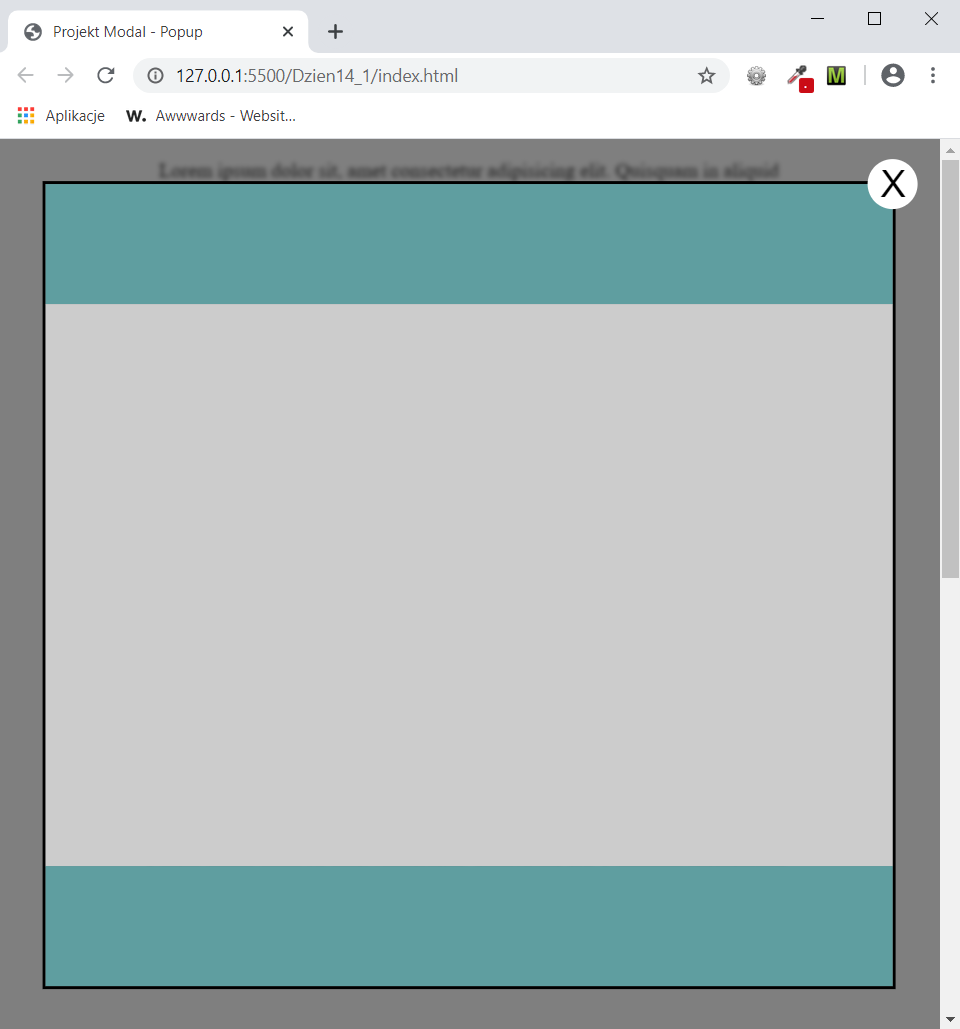 Projekt Modal - Popup
127.0.0.1:5500/Dzien14_1/index.html
M
Aplikacje
W. Awwwards - Websit...
Lorem ipsum dolor sit, amet consectetur adipisicing elit. Quisquam in aliquid
X